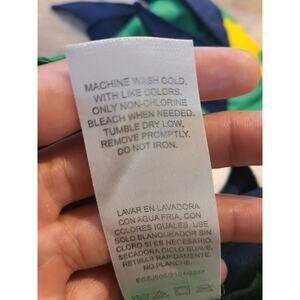 MACHINE WASH COLD,
WITH LIKE COLORS.
ONLY NON-CHLORINE
BLEACH WHEN NEEDED.
TUMBLE DRY LOW,
REMOVE PROMPTLY.
DO NOT IRON.
LAVAR EN LAVADORA
CON AGUA FRIA, CON
COLORES IGUALES. USE
SOLO BLANQUEADOR SIN
CLORO SI ES NECESARIO.
SECADORA CICLO SUAVE.
RETIRAR RAPIDAMENTE.
NO PLANCHE.